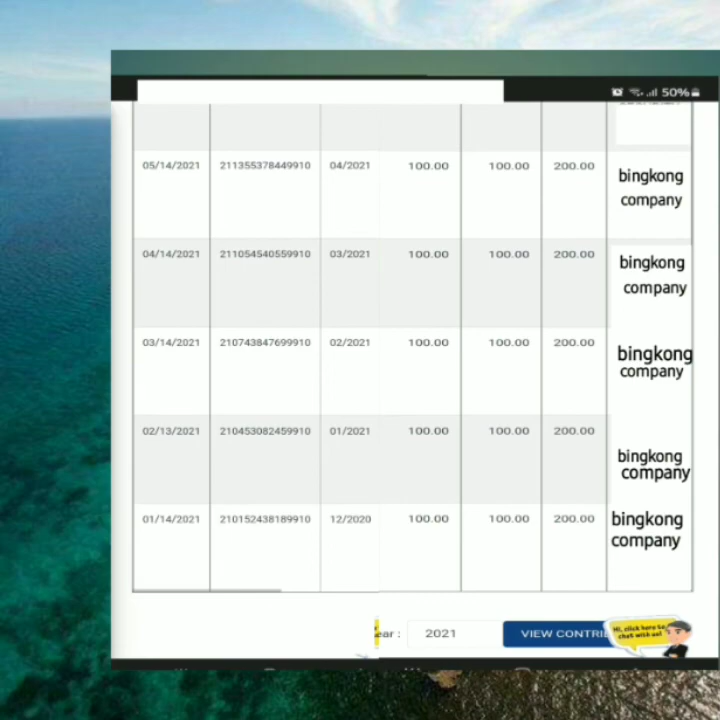 50%
05/14/2021 211355378449910 04/2021 100.00 100.00 200.00 bingkong
company
04/14/2021 211054540559910 03/2021 100.00 100.00 200.00 bingkong
company
03/14/2021 210743847699910 02/2021 100.00 100.00 200.00 bingkong
company
02/13/2021 210453082459910 01/2021 100.00 100.00 200.00 bingkong
company
01/14/2021 210152438189910 12/2020 100.00 100.00 200.00 bingkong
company
ear : 2021 VIEW CONTRI
Hi, click here to
chat with us!